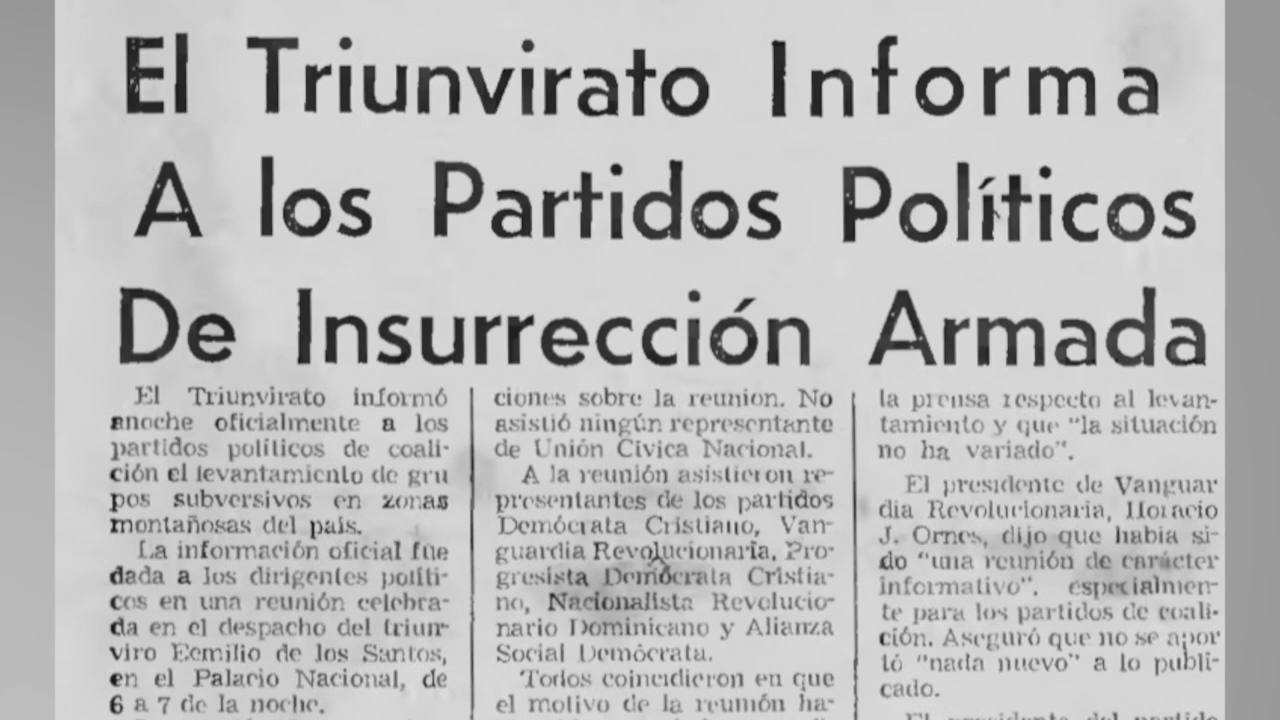 El Triunvirato Informa
A los Partidos Políticos
De Insurrección Armada
El Triunvirato informó
anoche oficialmente a los
partidos políticos de coali-
ción el levantamiento de gru
pos subversivos en zonas
montañosas del país.
La información oficial fue
dada a los dirigentes políti-
cos en una reunión celebra-
da en el despacho del triun-
viro Eemilio de los Santos,
en el Palacio Nacional, de
6 a 7 de la noche.
ciones sobre la reunión. No
asistió ningún representante
de Unión Cívica Nacional.
A la reunión asistieron re-
presentantes de los partidos
Demócrata Cristiano, Van-
guardia Revolucionaria, Pro-
gresista Demócrata Cristia-
no, Nacionalista Revolucio-
nario Dominicano y Alianza
Social Demócrata.
Todos coincidieron en que
el motivo de la reunión ha-
la prensa respecto al levan-
tamiento y que "la situación
no ha variado".
El presidente de Vanguar
dia Revolucionaria, Horacio
J. Ornes, dijo que había si-
do "una reunión de carácter
informativo", especialmen-
te para los partidos de coali-
ción. Aseguró que no se apor
tó "nada nuevo" a lo publi-
cado.
El presidente del partido